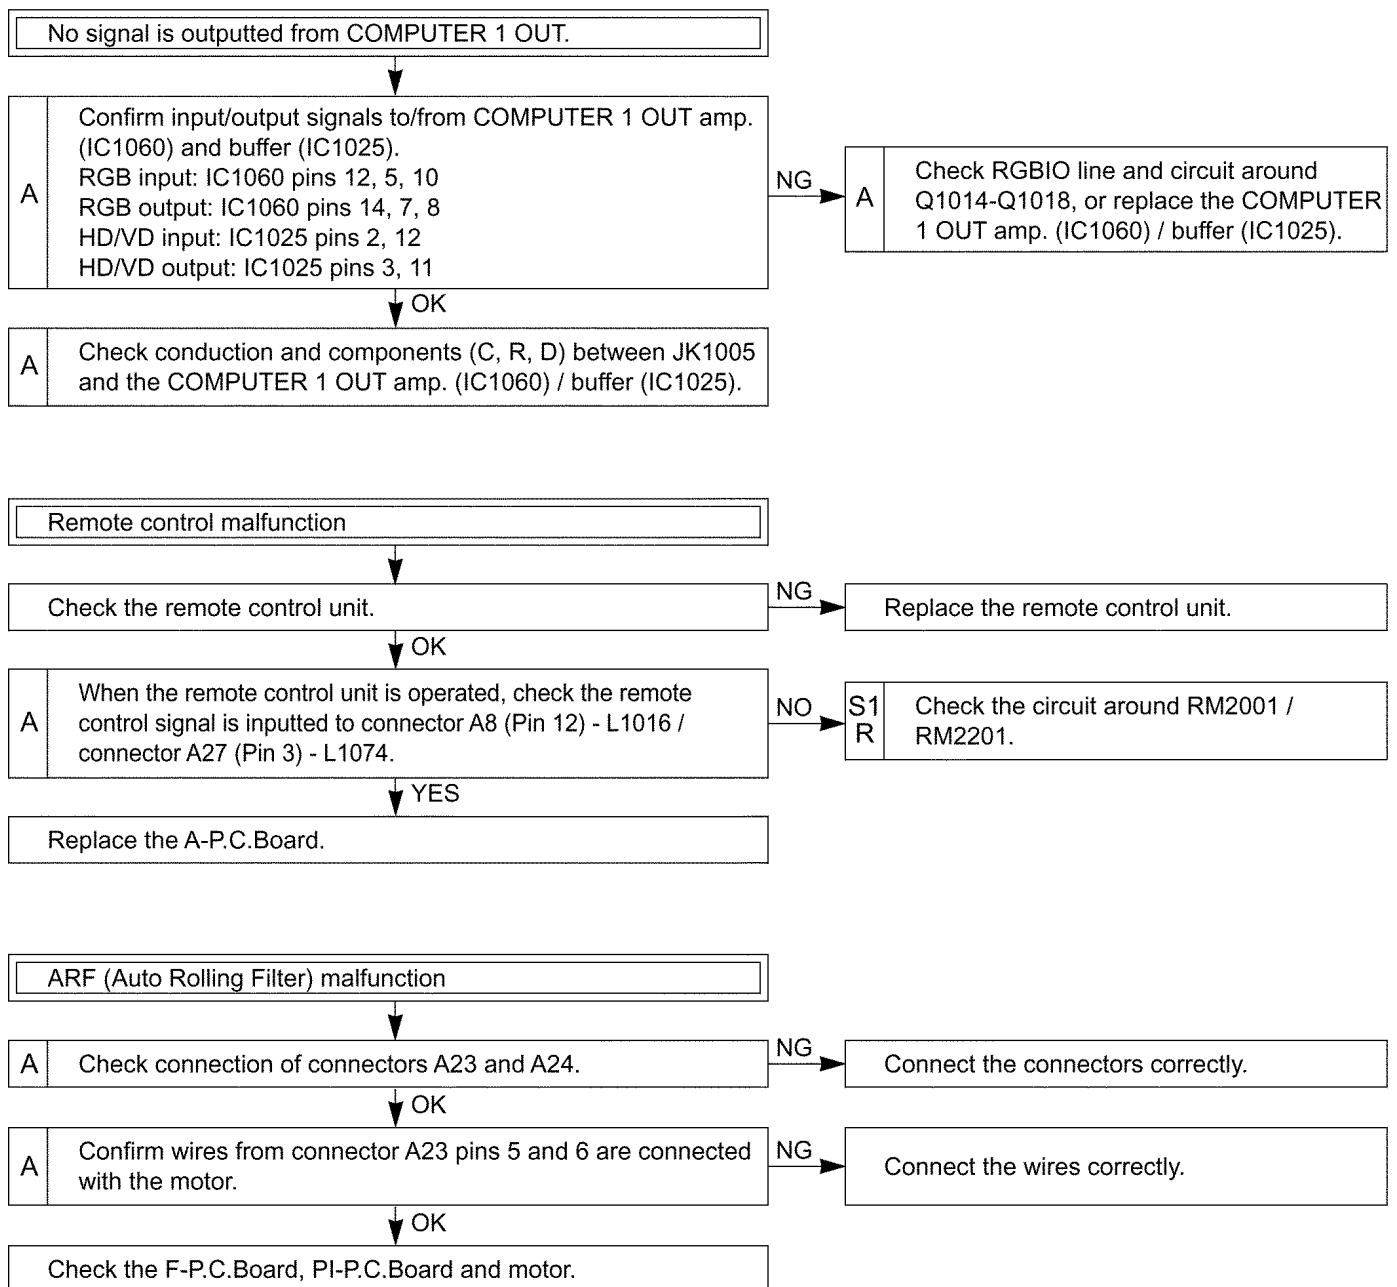 No signal is outputted from COMPUTER 1 OUT.
A
Confirm input/output signals to/from COMPUTER 1 OUT amp.
(IC1060) and buffer (IC1025).
RGB input: IC1060 pins 12, 5, 10
RGB output: IC1060 pins 14, 7, 8
HD/VD input: IC1025 pins 2, 12
HD/VD output: IC1025 pins 3, 11
NG
A
Check RGBIO line and circuit around
Q1014-Q1018, or replace the COMPUTER
1 OUT amp. (IC1060) / buffer (IC1025).
OK
A
Check conduction and components (C, R, D) between JK1005
and the COMPUTER 1 OUT amp. (IC1060) / buffer (IC1025).
Remote control malfunction
Check the remote control unit.
NG
Replace the remote control unit.
OK
A
When the remote control unit is operated, check the remote
control signal is inputted to connector A8 (Pin 12) - L1016 /
connector A27 (Pin 3) - L1074.
NO
S1
R
Check the circuit around RM2001 /
RM2201.
YES
Replace the A-P.C.Board.
ARF (Auto Rolling Filter) malfunction
A
Check connection of connectors A23 and A24.
NG
Connect the connectors correctly.
OK
A
Confirm wires from connector A23 pins 5 and 6 are connected
with the motor.
NG
Connect the wires correctly.
OK
Check the F-P.C.Board, PI-P.C.Board and motor.